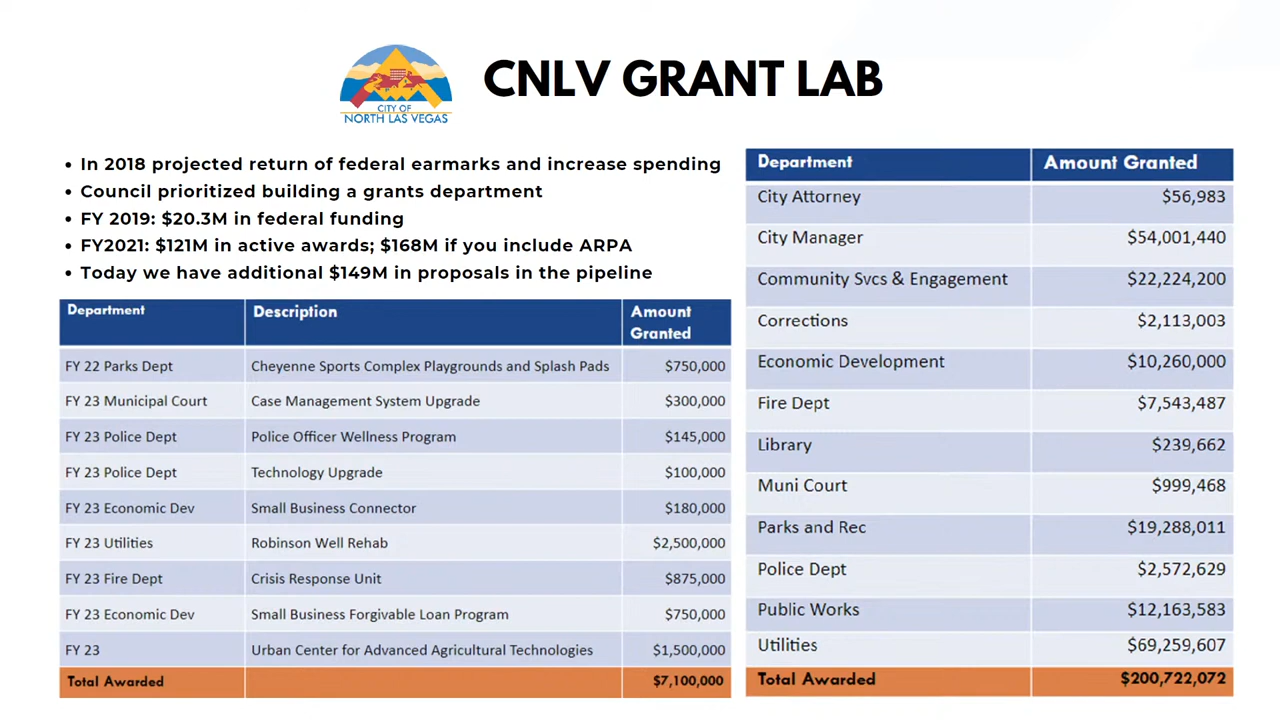 CITY OF
NORTH LAS VEGAS
CNLV GRANT LAB
• In 2018 projected return of federal earmarks and increase spending
• Council prioritized building a grants department
• FY 2019: $20.3M in federal funding
• FY2021: $121M in active awards; $168M if you include ARPA
• Today we have additional $149M in proposals in the pipeline
Department Description Amount
Granted
FY 22 Parks Dept Cheyenne Sports Complex Playgrounds and Splash Pads $750,000
FY 23 Municipal Court Case Management System Upgrade $300,000
FY 23 Police Dept Police Officer Wellness Program $145,000
FY 23 Police Dept Technology Upgrade $100,000
FY 23 Economic Dev Small Business Connector $180,000
FY 23 Utilities Robinson Well Rehab $2,500,000
FY 23 Fire Dept Crisis Response Unit $875,000
FY 23 Economic Dev Small Business Forgivable Loan Program $750,000
FY 23 Urban Center for Advanced Agricultural Technologies $1,500,000
Total Awarded $7,100,000
Department Amount Granted
City Attorney $56,983
City Manager $54,001,440
Community Svcs & Engagement $22,224,200
Corrections $2,113,003
Economic Development $10,260,000
Fire Dept $7,543,487
Library $239,662
Muni Court $999,468
Parks and Rec $19,288,011
Police Dept $2,572,629
Public Works $12,163,583
Utilities $69,259,607
Total Awarded $200,722,072